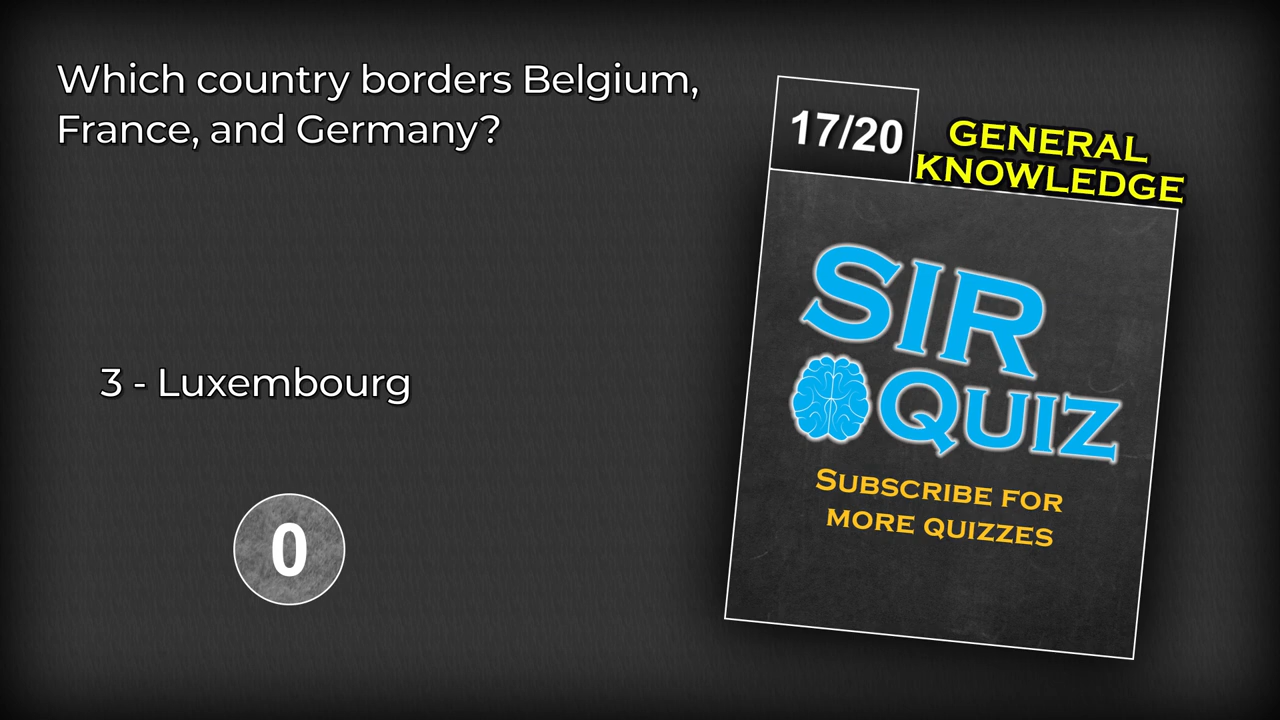 Which country borders Belgium,
France, and Germany?
3 - Luxembourg
0
17/20
GENERAL
KNOWLEDGE
SIR
QUIZ
SUBSCRIBE FOR
MORE QUIZZES